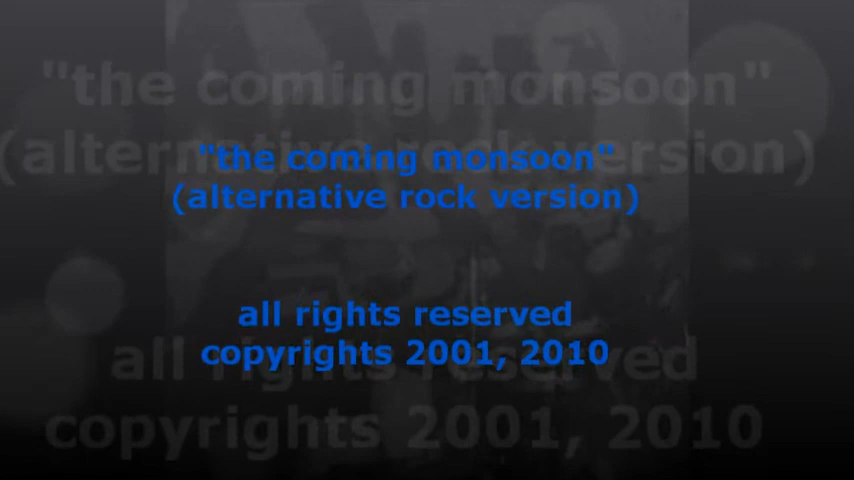 "the coming monsoon"
(alternative rock version)
all rights reserved
copyrights 2001, 2010